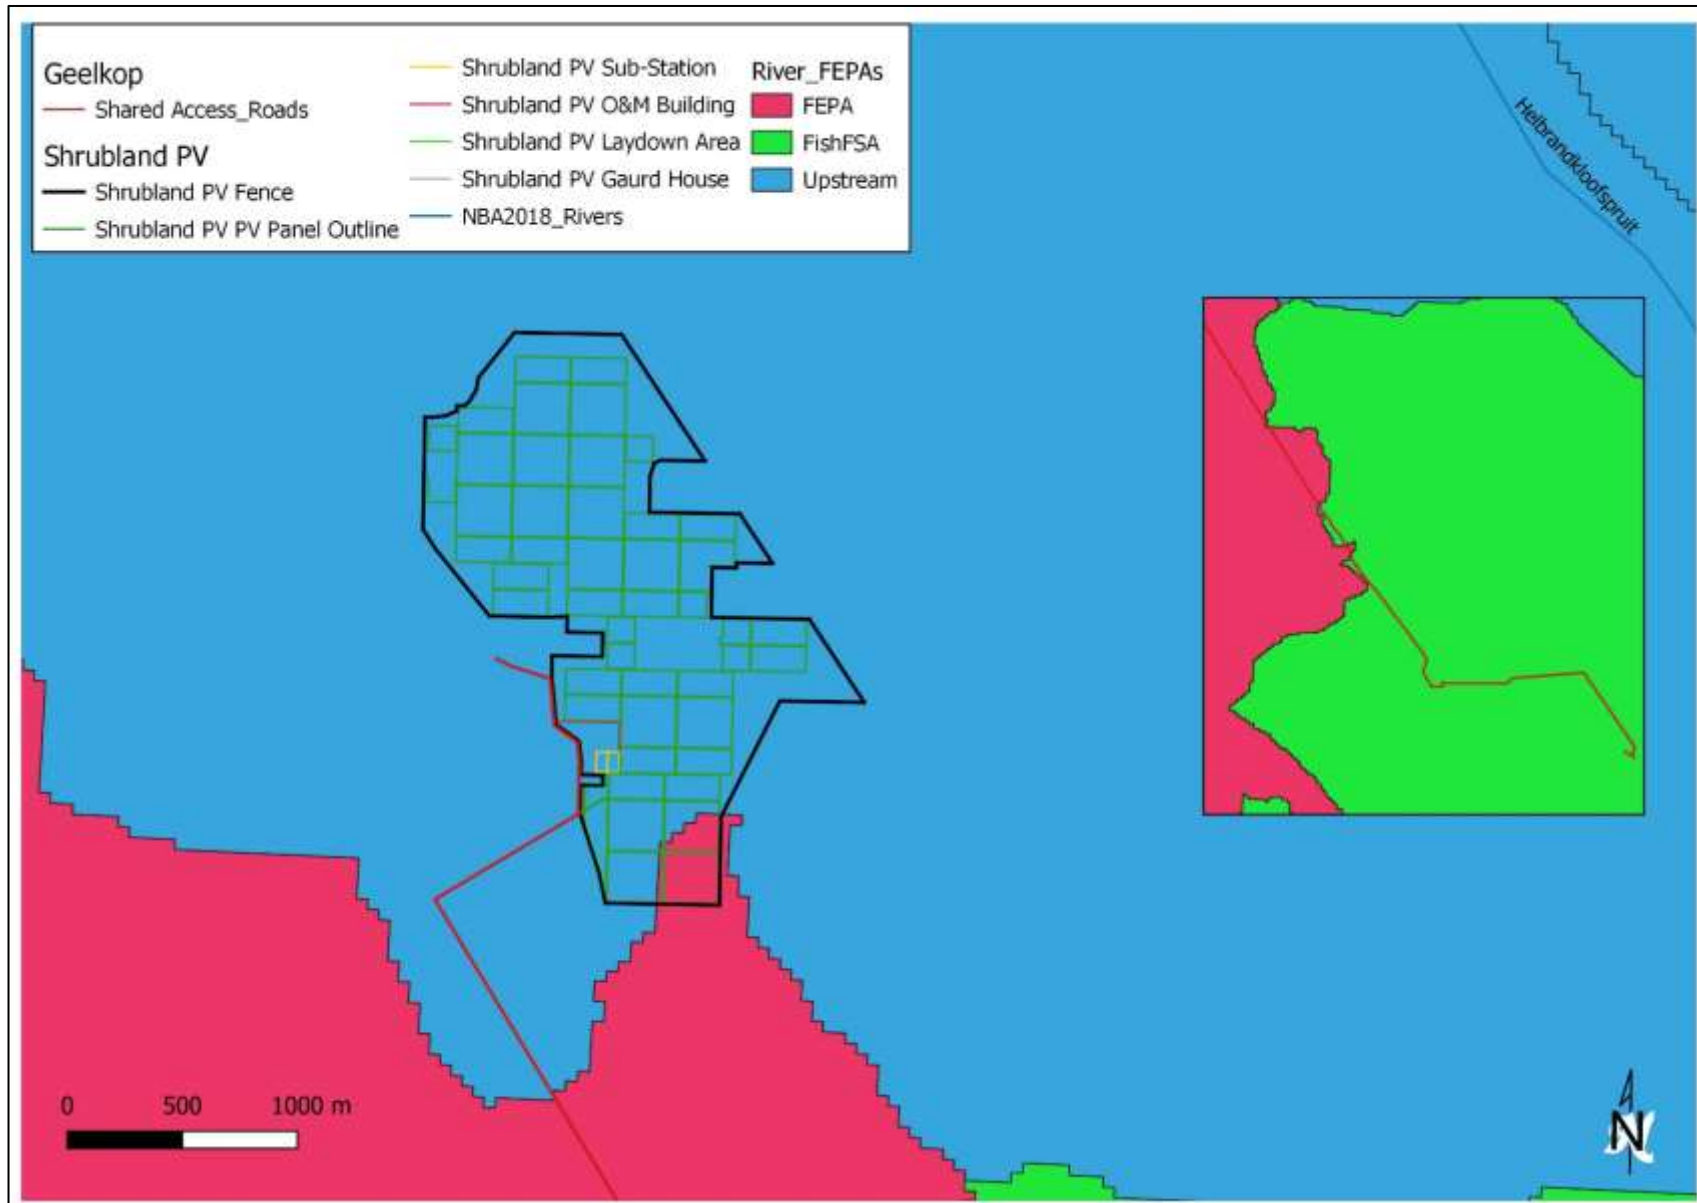 Geelkop
Shared Access_Roads
Shrubland PV
Shrubland PV Fence
Shrubland PV PV Panel Outline
Shrubland PV Sub-Station
Shrubland PV O&M Building
Shrubland PV Laydown Area
Shrubland PV Gaurd House
NBA2018_Rivers
River_FEPAs
FEPA
FishFSA
Upstream
Helbrandkloofspruit
0 500 1000 m
N